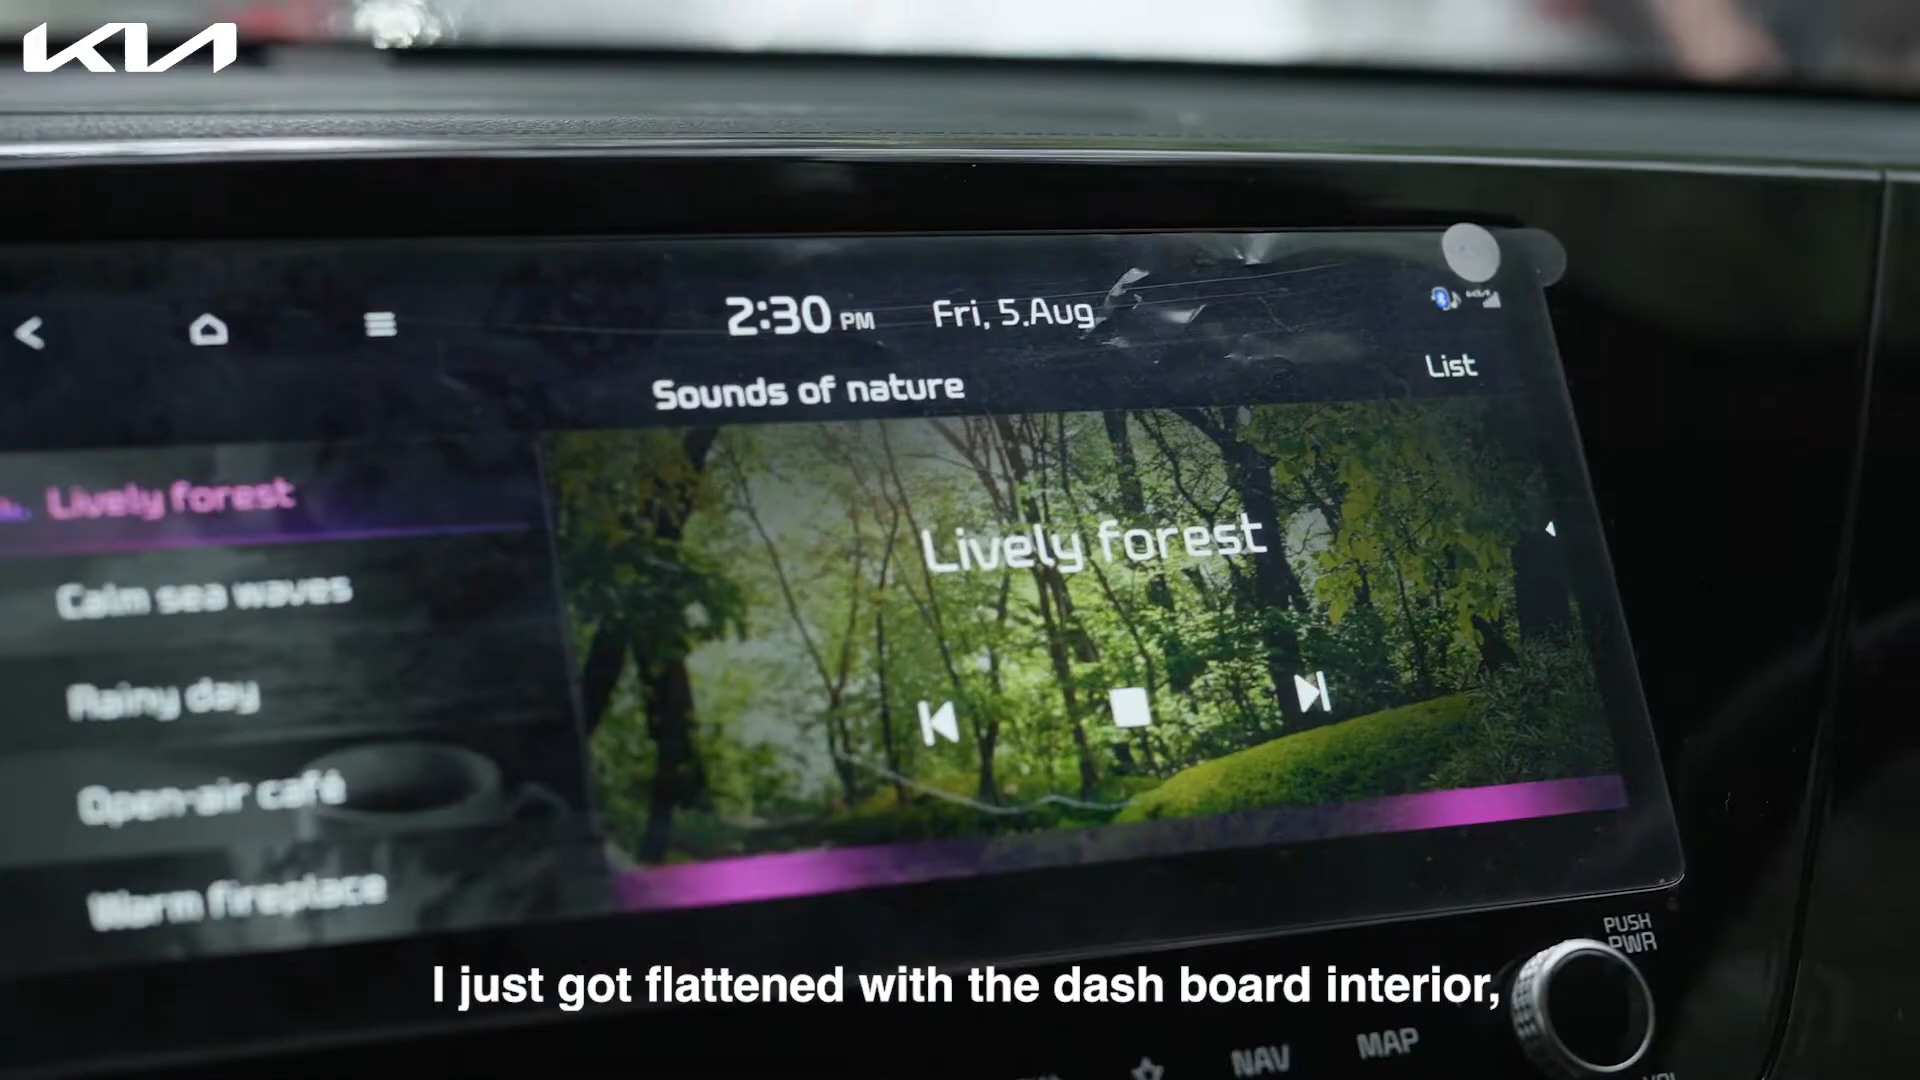 KIA
2:30 PM Fri, 5.Aug
Sounds of nature
List
Lively forest
Lively forest
Calm sea waves
Rainy day
Open-air café
Warm fireplace
PUSH
PWR
I just got flattened with the dash board interior,
NAV
MAP